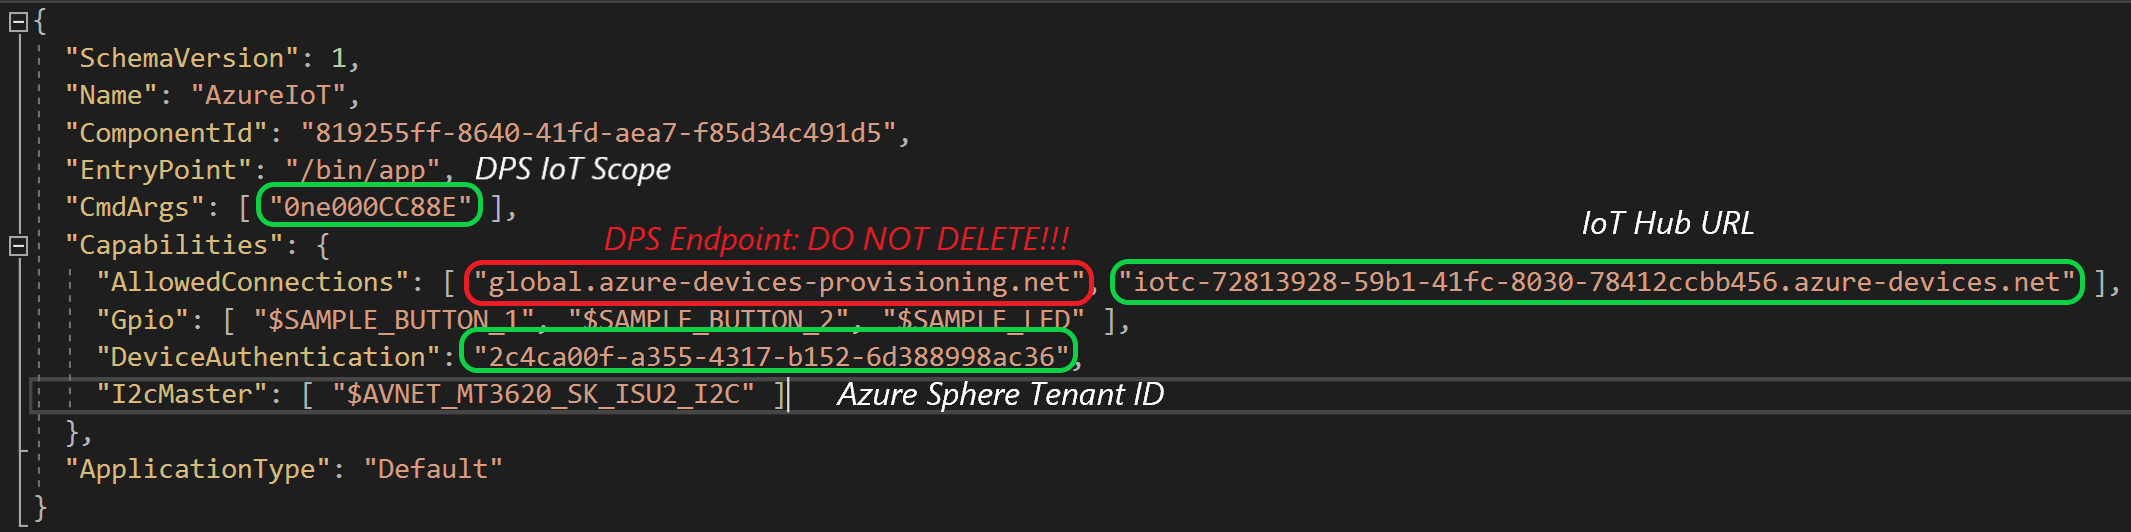 {
"SchemaVersion": 1,
"Name": "AzureIoT",
"ComponentId": "819255ff-8640-41fd-aea7-f85d34c491d5",
"EntryPoint": "/bin/app", DPS IoT Scope
"CmdArgs": [ "0ne000CC88E" ],
IoT Hub URL
"Capabilities": { DPS Endpoint: DO NOT DELETE!!!
"AllowedConnections": [ "global.azure-devices-provisioning.net", "iotc-72813928-59b1-41fc-8030-78412ccbb456.azure-devices.net" ],
"Gpio": [ "$SAMPLE_BUTTON_1", "$SAMPLE_BUTTON_2", "$SAMPLE_LED" ],
"DeviceAuthentication": "2c4ca00f-a355-4317-b152-6d388998ac36",
"I2cMaster": [ "$AVNET_MT3620_SK_ISU2_I2C" ] Azure Sphere Tenant ID
},
"ApplicationType": "Default"
}